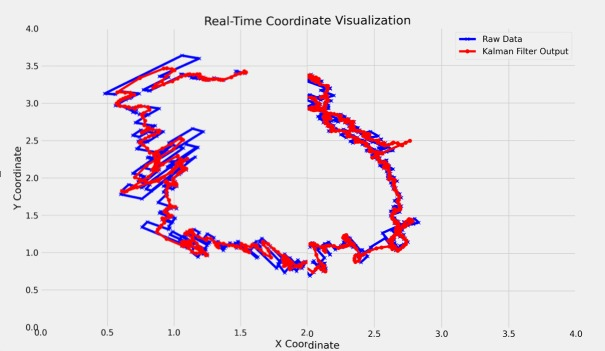 Real-Time Coordinate Visualization
Raw Data
Kalman Filter Output
4.0
3.5
3.0
2.5
2.0
1.5
1.0
0.5
0.0
Y Coordinate
0.0 0.5 1.0 1.5 2.0 2.5 3.0 3.5 4.0
X Coordinate